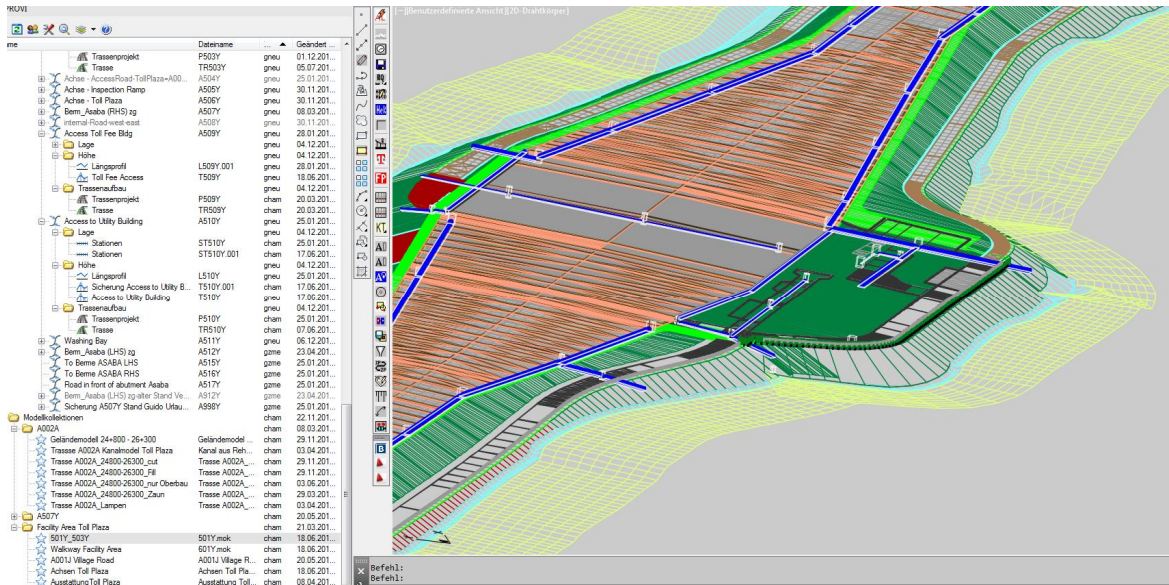 PROVI
[−][Benutzerdefinierte Ansicht][2D-Drahtkörper]
Dateiname ... Geändert
Trassenprojekt P503Y gneu 01.12.201...
Trasse TR503Y gneu 05.07.201...
Achse - AccessRoad-TollPlaza=A00... A504Y gneu 25.01.201...
Achse - Inspection Ramp A505Y gneu 30.11.201...
Achse - Toll Plaza A506Y gneu 30.11.201...
Berm_Asaba (RHS) zg A507Y gneu 08.03.201...
internal-Road-west-east A508Y gneu 30.11.201...
Access Toll Fee Bldg A509Y gneu 28.01.201...
Lage gneu 04.12.201...
Höhe gneu 04.12.201...
Längsprofil L509Y.001 gneu 28.01.201...
Toll Fee Access T509Y gneu 18.06.201...
Trassenaufbau gneu 04.12.201...
Trassenprojekt P509Y cham 20.03.201...
Trasse TR509Y cham 20.03.201...
Access to Utility Building A510Y gneu 25.01.201...
Lage gneu 04.12.201...
Stationen ST510Y cham 25.01.201...
Stationen ST510Y.001 cham 17.06.201...
Höhe gneu 04.12.201...
Längsprofil L510Y gneu 25.01.201...
Sicherung Access to Utility B... T510Y.001 cham 17.06.201...
Access to Utility Building T510Y gneu 17.06.201...
Trassenaufbau gneu 04.12.201...
Trassenprojekt P510Y cham 25.01.201...
Trasse TR510Y cham 07.06.201...
Washing Bay A511Y gneu 06.12.201...
Berm_Asaba (LHS) zg A512Y gzme 23.04.201...
To Berme ASABA LHS A515Y gzme 25.01.201...
To Berme ASABA RHS A516Y gzme 25.01.201...
Road in front of abutment Asaba A517Y gzme 25.01.201...
Berm_Asaba (LHS) zg-alter Stand Ve... A912Y gzme 23.04.201...
Sicherung A507Y Stand Guido Urlau... A998Y gzme 25.01.201...
Modellkollektionen cham 22.11.201...
A002A cham 08.03.201...
Geländemodell 24+800 - 26+300 Geländemodel ... cham 29.11.201...
Trasse A002A Kanalmodel Toll Plaza Kanal aus Reh... cham 03.04.201...
Trasse A002A_24800-26300_cut Trasse A002A_... cham 29.11.201...
Trasse A002A_24800-26300_Fill Trasse A002A_... cham 29.11.201...
Trasse A002A_24800-26300_nur Oberbau Trasse A002A_... cham 03.06.201...
Trasse A002A_24800-26300_Zaun Trasse A002A_... cham 29.03.201...
Trasse A002A_Lampen Trasse A002A_... cham 03.04.201...
A507Y cham 20.05.201...
Facility Area Toll Plaza cham 21.03.201...
501Y_503Y 501Y.mok cham 18.06.201...
Walkway Facility Area 601Y.mok cham 18.06.201...
A001J Village Road A001J Village R... cham 20.05.201...
Achsen Toll Plaza Achsen Toll Pla... cham 18.06.201...
AusstattungToll Plaza Ausstattung Toll... cham 08.04.201...
Befehl:
Befehl: